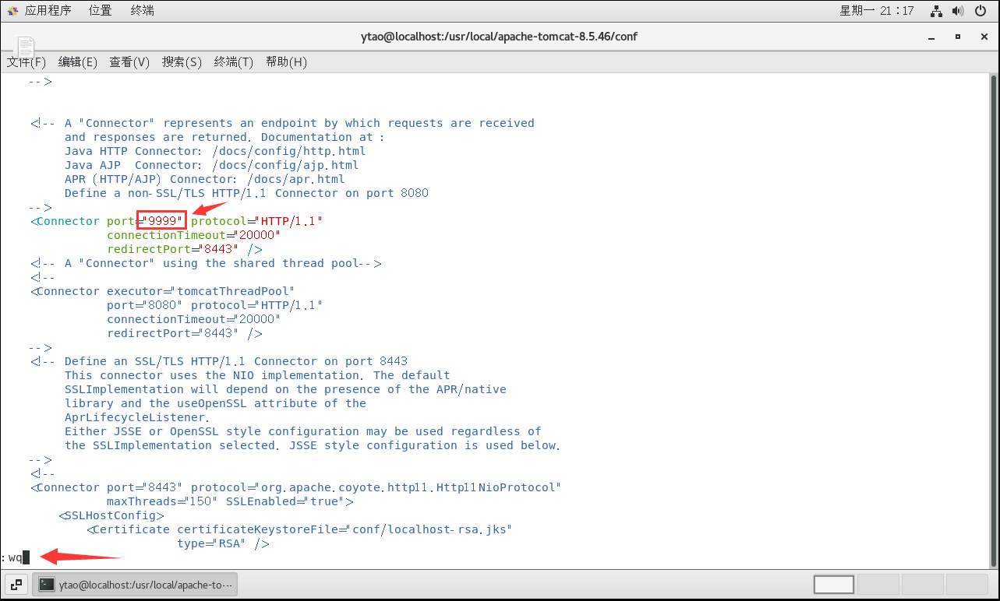 应用程序 位置 终端 星期一 21：17
ytao@localhost:/usr/local/apache-tomcat-8.5.46/conf
文件(F) 编辑(E) 查看(V) 搜索(S) 终端(T) 帮助(H)
-->
<!-- A "Connector" represents an endpoint by which requests are received
and responses are returned. Documentation at :
Java HTTP Connector: /docs/config/http.html
Java AJP  Connector: /docs/config/ajp.html
APR (HTTP/AJP) Connector: /docs/apr.html
Define a non-SSL/TLS HTTP/1.1 Connector on port 8080
-->
<Connector port="9999" protocol="HTTP/1.1"
connectionTimeout="20000"
redirectPort="8443" />
<!-- A "Connector" using the shared thread pool-->
<!--
<Connector executor="tomcatThreadPool"
port="8080" protocol="HTTP/1.1"
connectionTimeout="20000"
redirectPort="8443" />
-->
<!-- Define an SSL/TLS HTTP/1.1 Connector on port 8443
This connector uses the NIO implementation. The default
SSLImplementation will depend on the presence of the APR/native
library and the useOpenSSL attribute of the
AprLifecycleListener.
Either JSSE or OpenSSL style configuration may be used regardless of
the SSLImplementation selected. JSSE style configuration is used below.
-->
<!--
<Connector port="8443" protocol="org.apache.coyote.http11.Http11NioProtocol"
maxThreads="150" SSLEnabled="true">
<SSLHostConfig>
<Certificate certificateKeystoreFile="conf/localhost-rsa.jks"
type="RSA" />
:wq
ytao@localhost:/usr/local/apache-to···